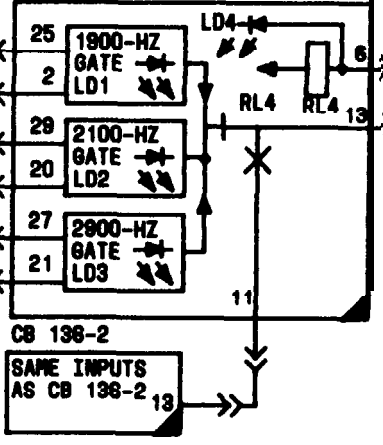 LD4
25
1900-HZ
GATE
LD1
2
6
RL4
RL4
13
29
2100-HZ
GATE
LD2
20
27
2900-HZ
GATE
LD3
21
11
CB 136-2
SAME INPUTS
AS CB 136-2
13